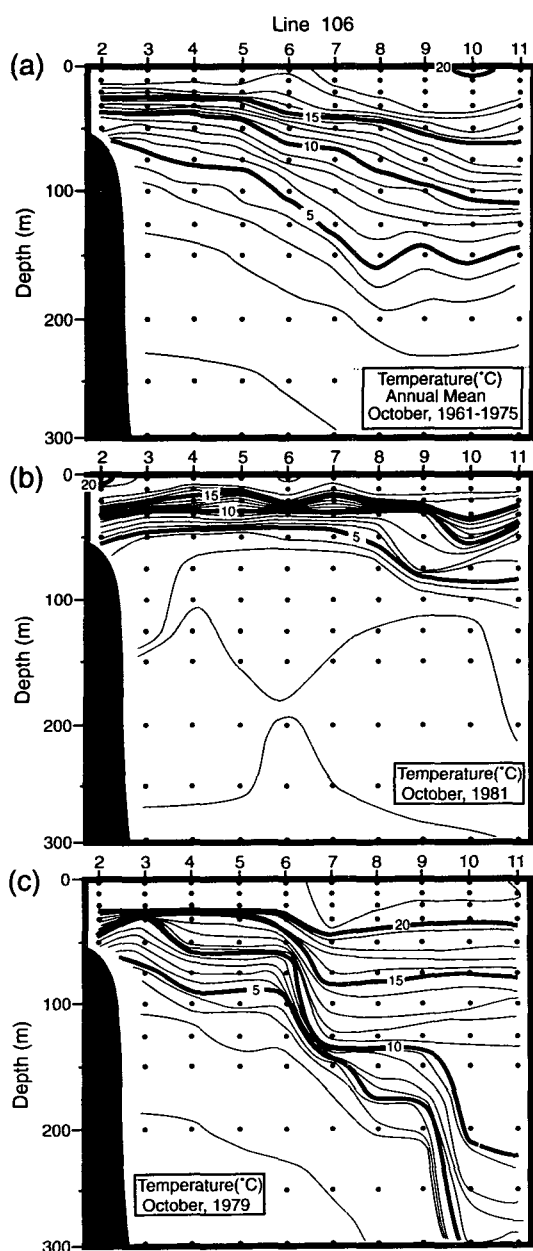 Line 106
(a)
2 3 4 5 6 7 8 9 10 11
0
100
200
300
Depth (m)
20
15
10
5
Temperature(°C)
Annual Mean
October, 1961-1975
(b)
2 3 4 5 6 7 8 9 10 11
0
100
200
300
Depth (m)
20
15
10
5
Temperature(°C)
October, 1981
(c)
2 3 4 5 6 7 8 9 10 11
0
100
200
300
Depth (m)
20
15
10
5
Temperature(°C)
October, 1979